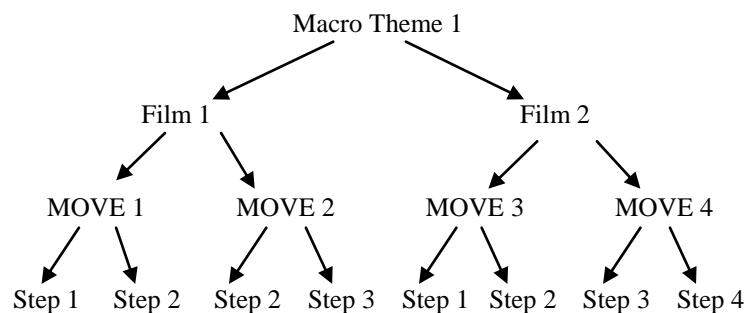 Macro Theme 1
Film 1 Film 2
MOVE 1 MOVE 2 MOVE 3 MOVE 4
Step 1 Step 2 Step 2 Step 3 Step 1 Step 2 Step 3 Step 4